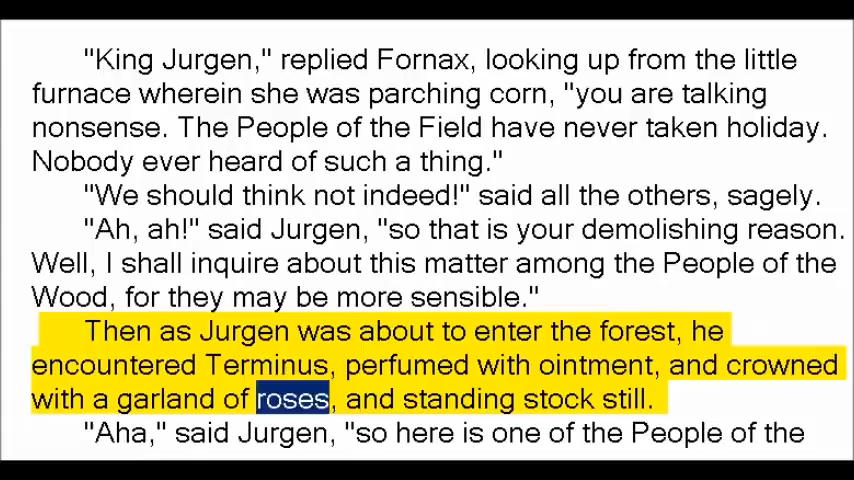 "King Jurgen," replied Fornax, looking up from the little
furnace wherein she was parching corn, "you are talking
nonsense. The People of the Field have never taken holiday.
Nobody ever heard of such a thing."
"We should think not indeed!" said all the others, sagely.
"Ah, ah!" said Jurgen, "so that is your demolishing reason.
Well, I shall inquire about this matter among the People of the
Wood, for they may be more sensible."
Then as Jurgen was about to enter the forest, he
encountered Terminus, perfumed with ointment, and crowned
with a garland of roses, and standing stock still.
"Aha," said Jurgen, "so here is one of the People of the